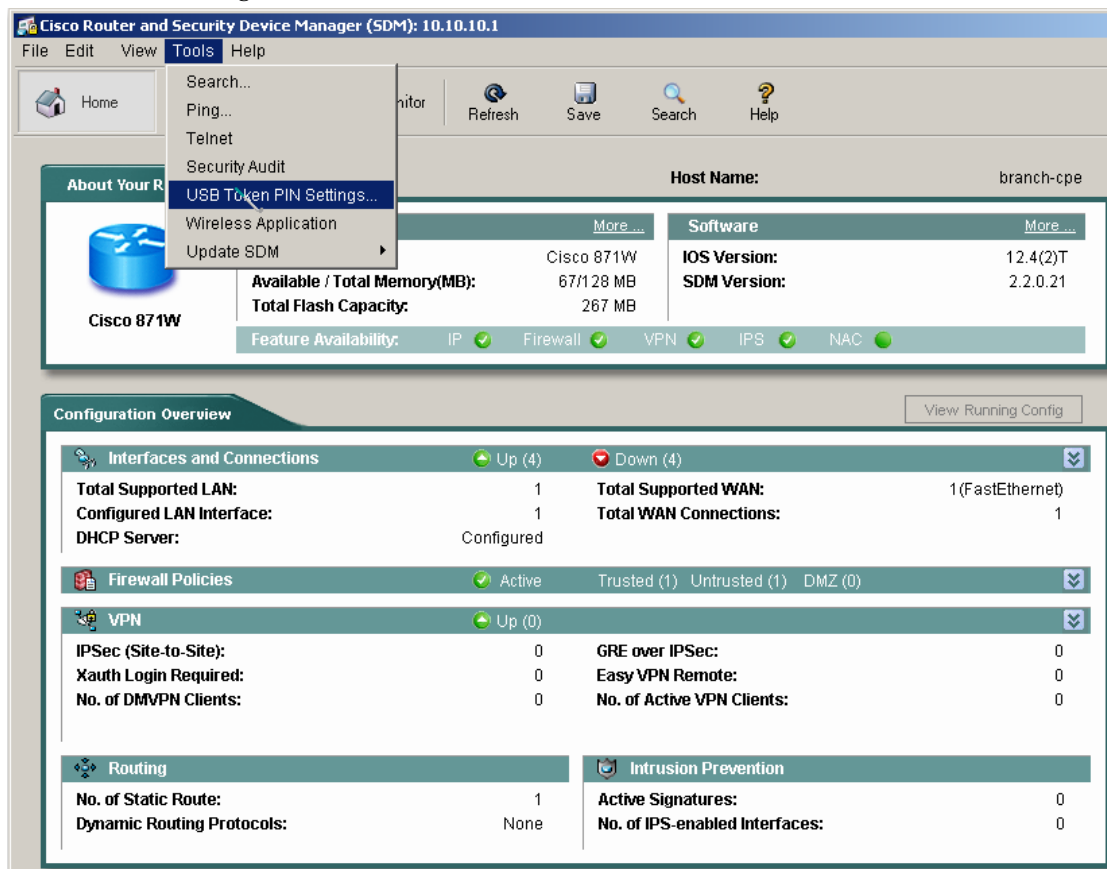 Cisco Router and Security Device Manager (SDM): 10.10.10.1
File Edit View Tools Help
Home nitor Refresh Save Search Help
Search...
Ping...
Telnet
Security Audit
USB Token PIN Settings...
Wireless Application
Update SDM
About Your R Host Name: branch-cpe
More ... Software More ...
Cisco 871W IOS Version: 12.4(2)T
Available / Total Memory(MB): 67/128 MB SDM Version: 2.2.0.21
Total Flash Capacity: 267 MB
Cisco 871W
Feature Availability: IP Firewall VPN IPS NAC
Configuration Overview View Running Config
Interfaces and Connections Up (4) Down (4)
Total Supported LAN: 1 Total Supported WAN: 1(FastEthernet)
Configured LAN Interface: 1 Total WAN Connections: 1
DHCP Server: Configured
Firewall Policies Active Trusted (1) Untrusted (1) DMZ (0)
VPN Up (0)
IPSec (Site-to-Site): 0 GRE over IPSec: 0
Xauth Login Required: 0 Easy VPN Remote: 0
No. of DMVPN Clients: 0 No. of Active VPN Clients: 0
Routing Intrusion Prevention
No. of Static Route: 1 Active Signatures: 0
Dynamic Routing Protocols: None No. of IPS-enabled Interfaces: 0